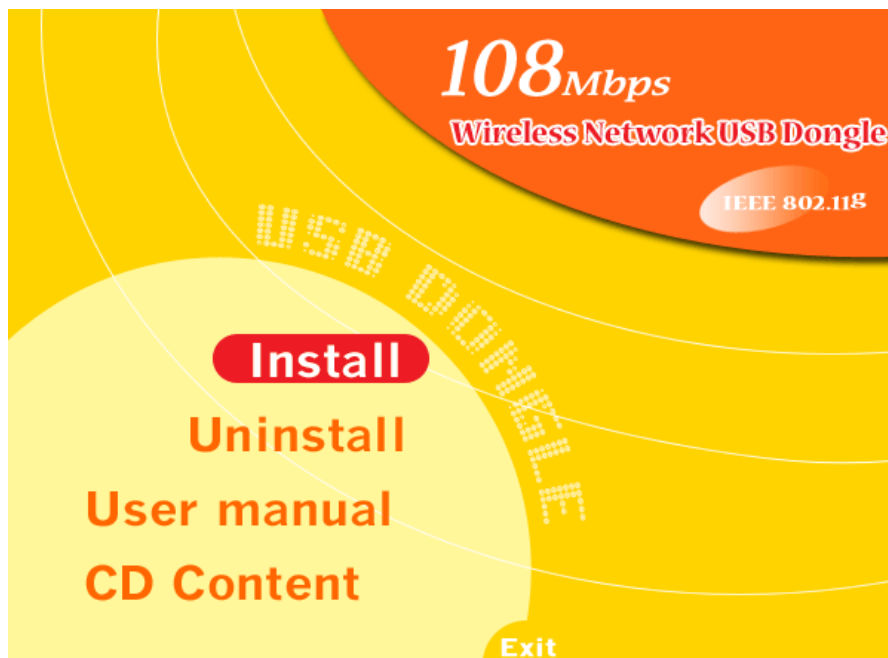 108Mbps
Wireless Network USB Dongle
IEEE 802.11g
USB DONGLE
Install
Uninstall
User manual
CD Content
Exit